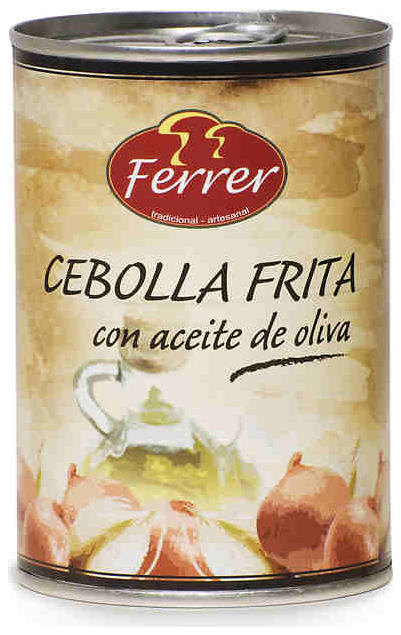 Ferrer
tradicional - artesanal
CEBOLLA FRITA
con aceite de oliva